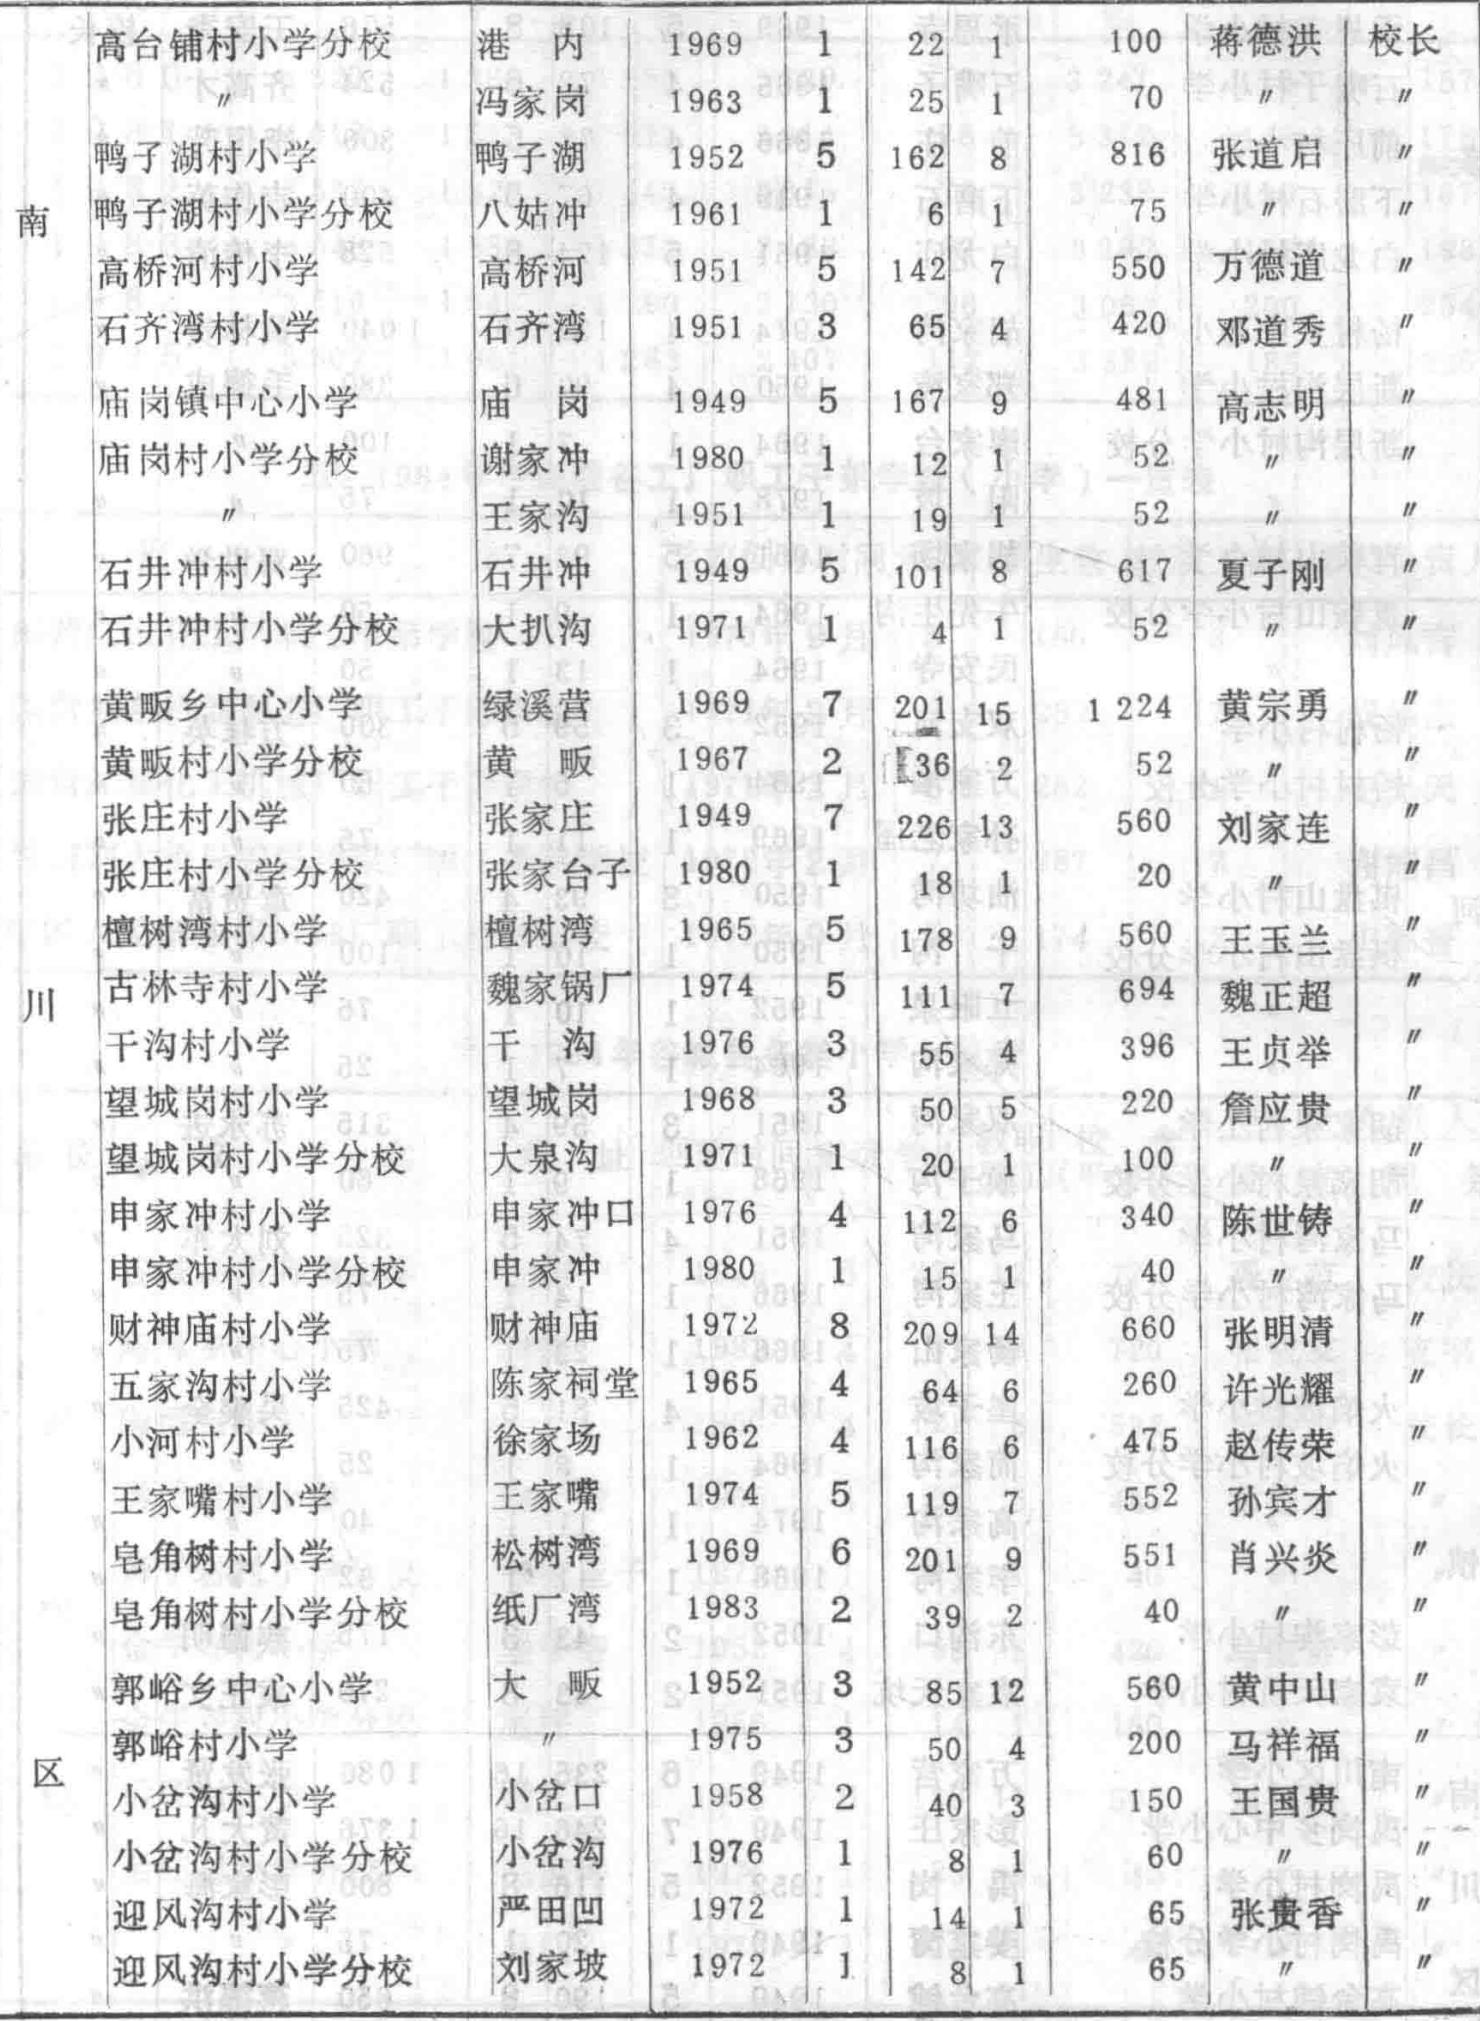 高台铺村小学分校 港 内 1969 1 22 1 100 蒋德洪 校长
〃 冯家岗 1963 1 25 1 70 〃 〃
鸭子湖村小学 鸭子湖 1952 5 162 8 816 张道启 〃
南 鸭子湖村小学分校 八姑冲 1961 1 6 1 75 〃 〃
高桥河村小学 高桥河 1951 5 142 7 550 万德道 〃
石齐湾村小学 石齐湾 1951 3 65 4 420 邓道秀 〃
庙岗镇中心小学 庙 岗 1949 5 167 9 481 高志明 〃
庙岗村小学分校 谢家冲 1980 1 12 1 52 〃 〃
〃 王家沟 1951 1 19 1 52 〃 〃
石井冲村小学 石井冲 1949 5 101 8 617 夏子刚 〃
石井冲村小学分校 大扒沟 1971 1 4 1 52 〃 〃
黄畈乡中心小学 绿溪营 1969 7 201 15 1 224 黄宗勇 〃
黄畈村小学分校 黄 畈 1967 2 36 2 52 〃 〃
张庄村小学 张家庄 1949 7 226 13 560 刘家连 〃
张庄村小学分校 张家台子 1980 1 18 1 20 〃 〃
檀树湾村小学 檀树湾 1965 5 178 9 560 王玉兰 〃
川 古林寺村小学 魏家锅厂 1974 5 111 7 694 魏正超 〃
干沟村小学 干 沟 1976 3 55 4 396 王贞举 〃
望城岗村小学 望城岗 1968 3 50 5 220 詹应贵 〃
望城岗村小学分校 大泉沟 1971 1 20 1 100 〃 〃
申家冲村小学 申家冲口 1976 4 112 6 340 陈世铸 〃
申家冲村小学分校 申家冲 1980 1 15 1 40 〃 〃
财神庙村小学 财神庙 1972 8 209 14 660 张明清 〃
五家沟村小学 陈家祠堂 1965 4 64 6 260 许光耀 〃
小河村小学 徐家场 1962 4 116 6 475 赵传荣 〃
王家嘴村小学 王家嘴 1974 5 119 7 552 孙宾才 〃
皂角树村小学 松树湾 1969 6 201 9 551 肖兴炎 〃
皂角树村小学分校 纸厂湾 1983 2 39 2 40 〃 〃
郭峪乡中心小学 大 畈 1952 3 85 12 560 黄中山 〃
区 郭峪村小学 〃 1975 3 50 4 200 马祥福 〃
小岔沟村小学 小岔口 1958 2 40 3 150 王国贵 〃
小岔沟村小学分校 小岔沟 1976 1 8 1 60 〃 〃
迎风沟村小学 严田凹 1972 1 14 1 65 张贵香 〃
迎风沟村小学分校 刘家坡 1972 1 8 1 65 〃 〃